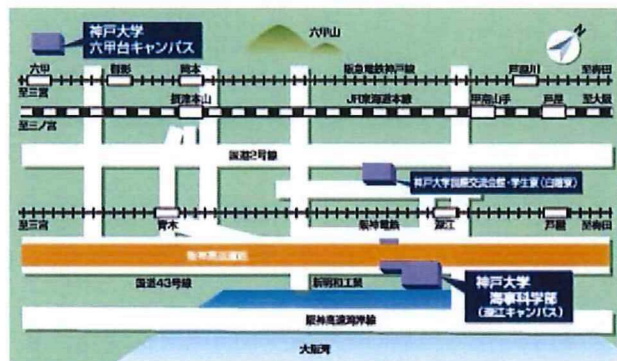 神戸大学
六甲台キャンパス
六甲山
六甲
御影
岡本
阪急電鉄神戸線
芦屋川
至梅田
至三宮
摂津本山
JR東海道本線
甲南山手
芦屋
至大阪
至三ノ宮
国道2号線
神戸大学国際交流会館・学生寮(白鴎寮)
至三宮
青木
阪神電鉄
深江
芦屋
至梅田
阪神高速道路
国道43号線
新明和工業
神戸大学
海事科学部
(深江キャンパス)
阪神高速湾岸線
大阪湾